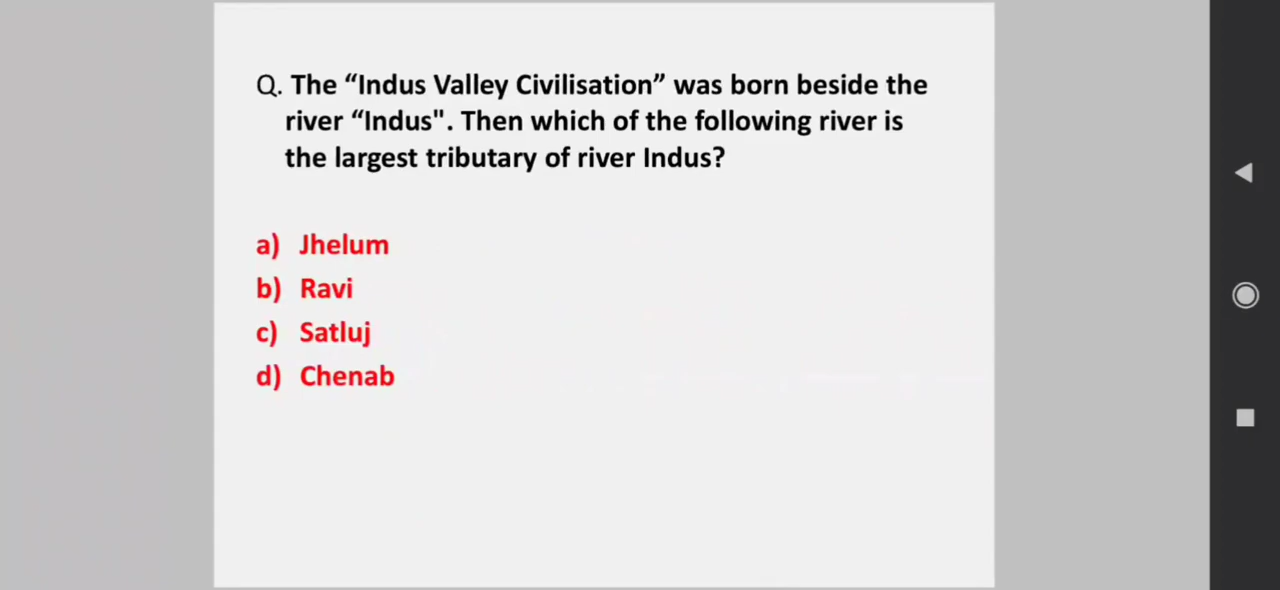 Q. The “Indus Valley Civilisation” was born beside the
river “Indus". Then which of the following river is
the largest tributary of river Indus?
a) Jhelum
b) Ravi
c) Satluj
d) Chenab